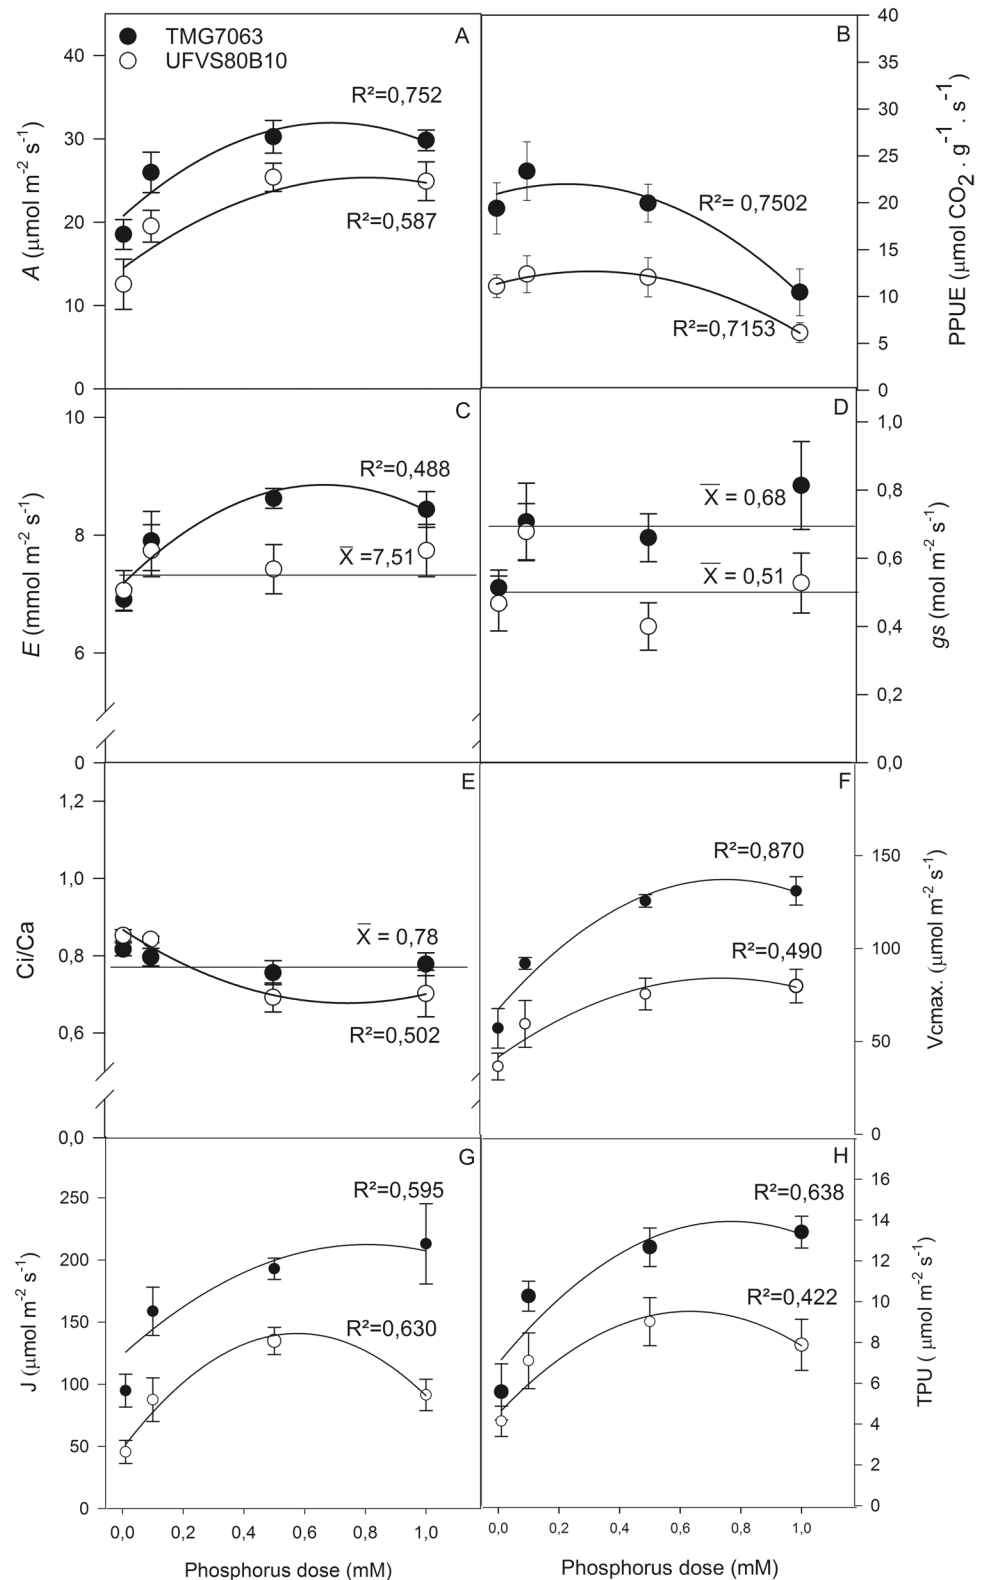 TMG7063
UFVS80B10
A
R²=0,752
R²=0,587
40
30
20
10
0
A (μmol m-2 s-1)
B
R²= 0,7502
R²=0,7153
40
35
30
25
20
15
10
5
0
PPUE (μmol CO2 . g-1 . s-1)
C
R²=0,488
X =7,51
10
8
6
0
E (mmol m-2 s-1)
D
X = 0,68
X = 0,51
1,0
0,8
0,6
0,4
0,2
0,0
gs (mol m-2 s-1)
E
X = 0,78
R²=0,502
1,2
1,0
0,8
0,6
0,0
Ci/Ca
F
R²=0,870
R²=0,490
150
100
50
0
Vcmax. (μmol m-2 s-1)
G
R²=0,595
R²=0,630
250
200
150
100
50
0
J (μmol m-2 s-1)
0,0 0,2 0,4 0,6 0,8 1,0
Phosphorus dose (mM)
H
R²=0,638
R²=0,422
16
14
12
10
8
6
4
2
0
TPU ( μmol m-2 s-1)
0,0 0,2 0,4 0,6 0,8 1,0
Phosphorus dose (mM)